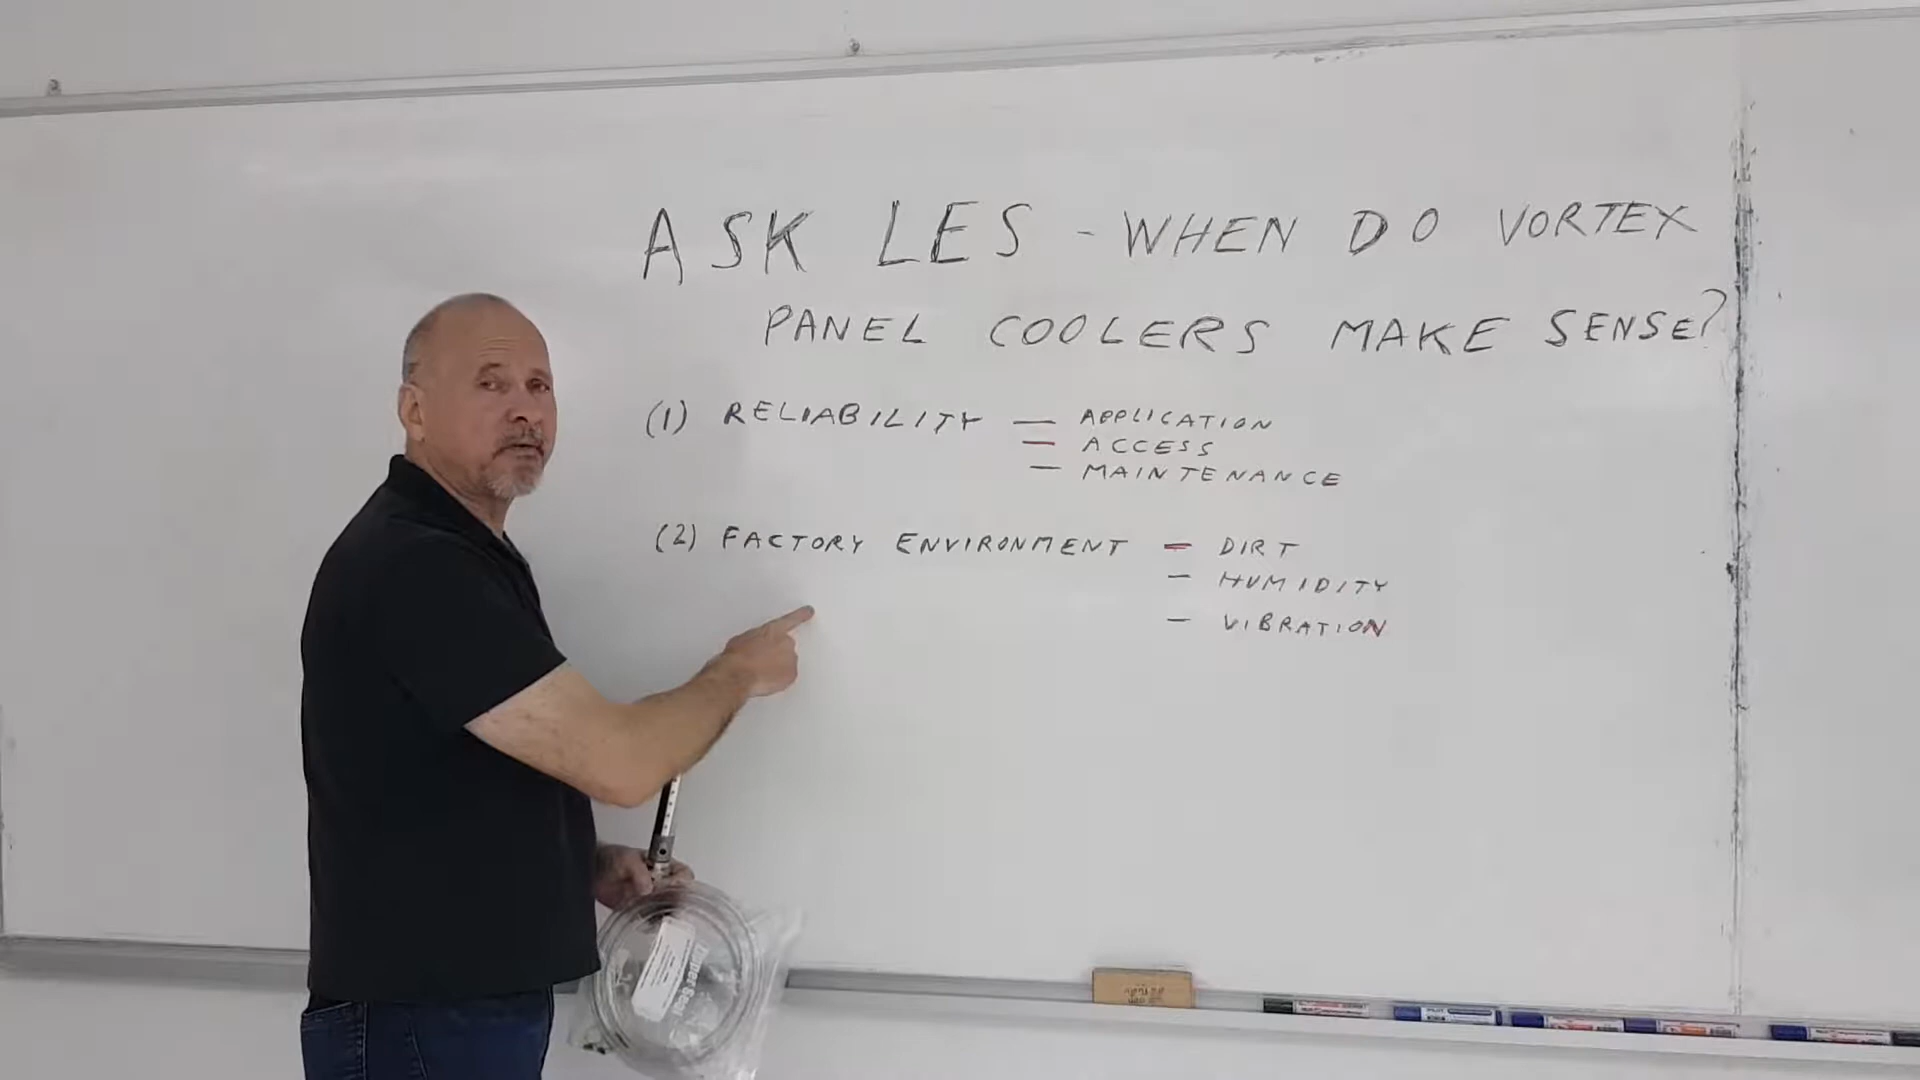 ASK LES - WHEN DO VORTEX
PANEL COOLERS MAKE SENSE?
(1) RELIABILITY — APPLICATION
— ACCESS
— MAINTENANCE
(2) FACTORY ENVIRONMENT — DIRT
— HUMIDITY
— VIBRATION